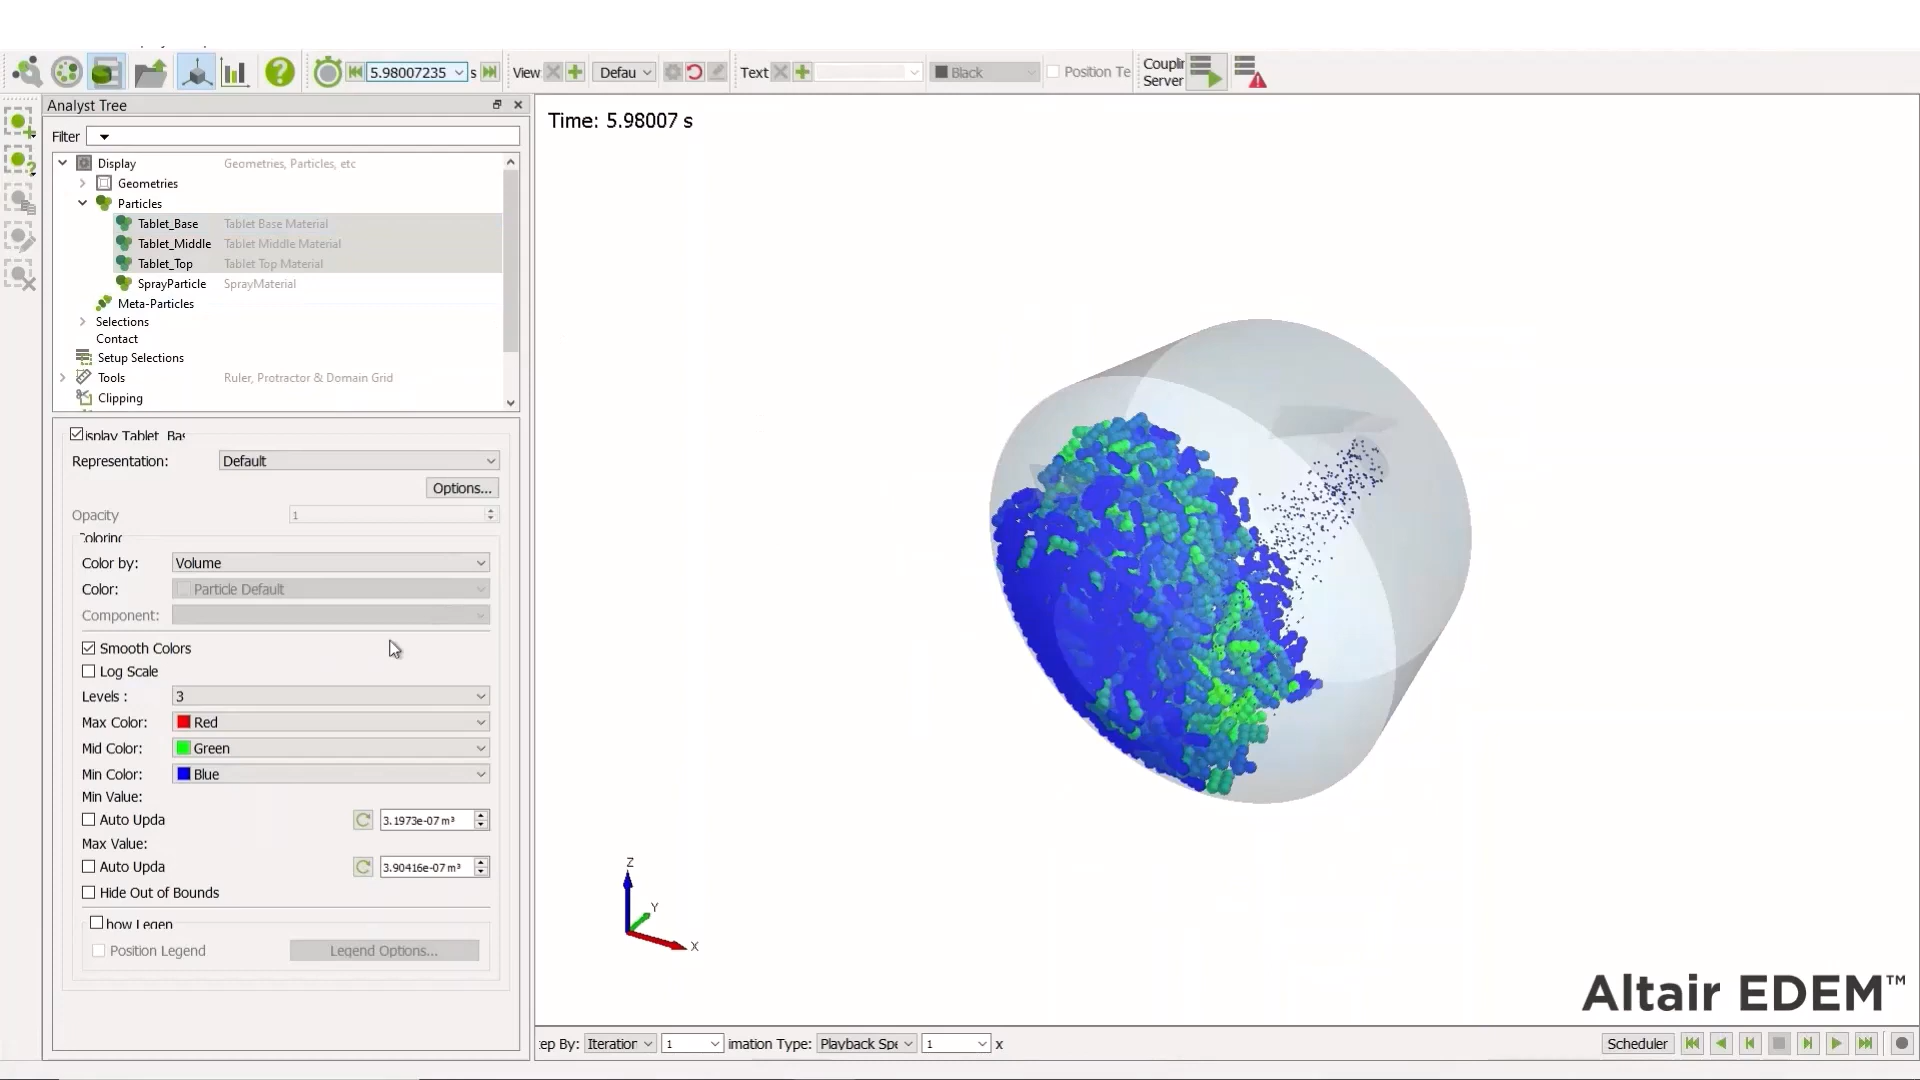 5.98007235 s View Defau Text Black Position Te Couplin
Server
Analyst Tree
Filter
Display Geometries, Particles, etc
Geometries
Particles
Tablet_Base Tablet Base Material
Tablet_Middle Tablet Middle Material
Tablet_Top Tablet Top Material
SprayParticle SprayMaterial
Meta-Particles
Selections
Contact
Setup Selections
Tools Ruler, Protractor & Domain Grid
Clipping
isplay Tablet_Bas
Representation: Default
Options...
Opacity 1
Coloring
Color by: Volume
Color: Particle Default
Component:
Smooth Colors
Log Scale
Levels : 3
Max Color: Red
Mid Color: Green
Min Color: Blue
Min Value:
Auto Upda 3.1973e-07 m³
Max Value:
Auto Upda 3.90416e-07 m³
Hide Out of Bounds
how Legen
Position Legend Legend Options...
Time: 5.98007 s
Z
Y
X
Altair EDEM™
ep By: Iteration 1 imation Type: Playback Spe 1 x Scheduler